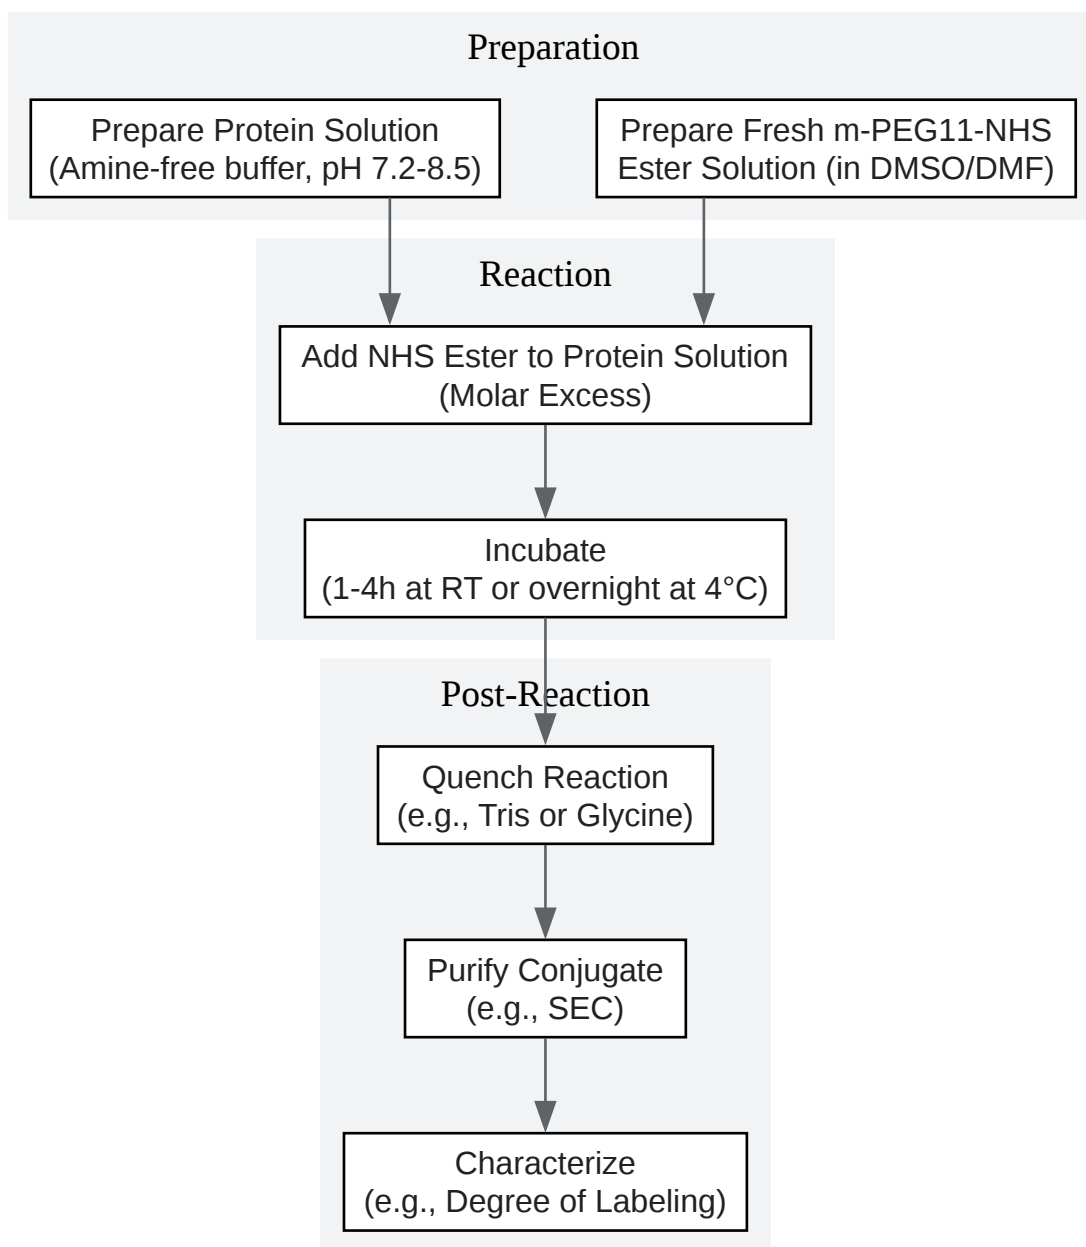 Preparation
Prepare Protein Solution
(Amine-free buffer, pH 7.2-8.5)
Prepare Fresh m-PEG11-NHS
Ester Solution (in DMSO/DMF)
Reaction
Add NHS Ester to Protein Solution
(Molar Excess)
Incubate
(1-4h at RT or overnight at 4°C)
Post-Reaction
Quench Reaction
(e.g., Tris or Glycine)
Purify Conjugate
(e.g., SEC)
Characterize
(e.g., Degree of Labeling)